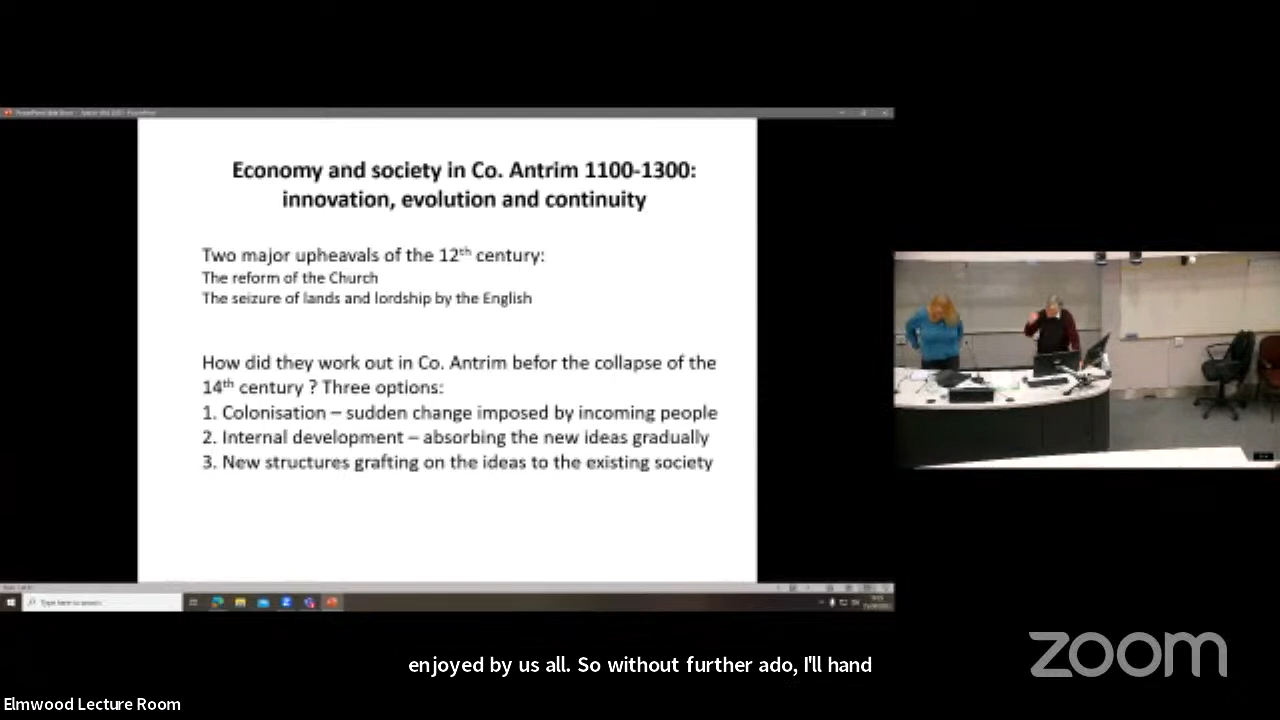 Economy and society in Co. Antrim 1100-1300:
innovation, evolution and continuity
Two major upheavals of the 12th century:
The reform of the Church
The seizure of lands and lordship by the English
How did they work out in Co. Antrim befor the collapse of the
14th century ? Three options:
1. Colonisation – sudden change imposed by incoming people
2. Internal development – absorbing the new ideas gradually
3. New structures grafting on the ideas to the existing society
Type here to search
enjoyed by us all. So without further ado, I'll hand
zoom
Elmwood Lecture Room